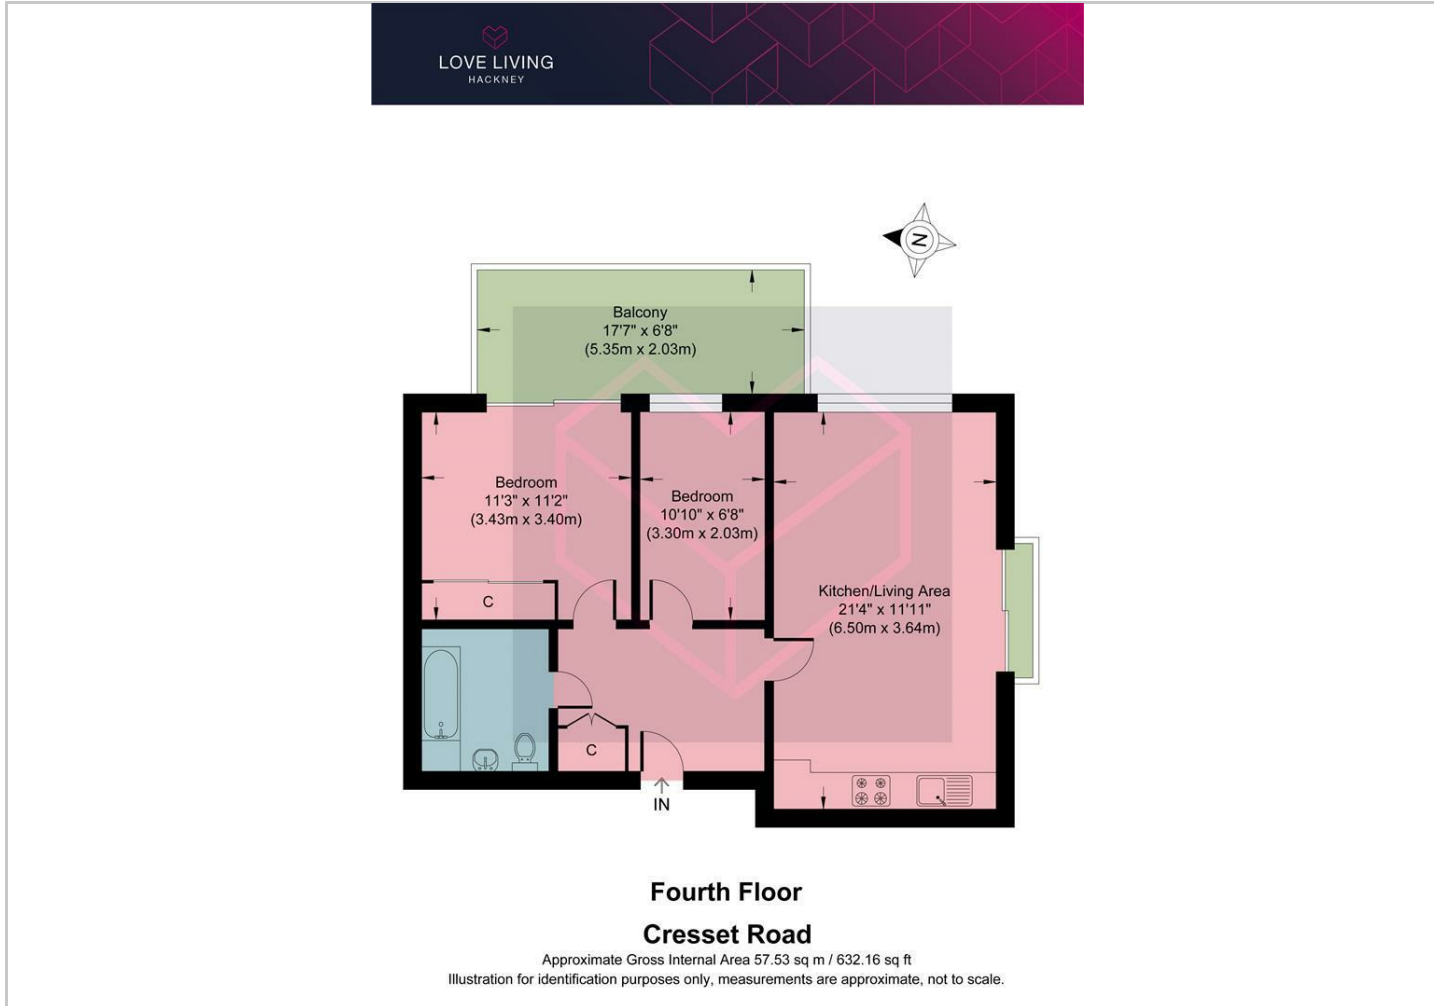 LOVE LIVING
HACKNEY
N
Balcony
17'7" x 6'8"
(5.35m x 2.03m)
Bedroom
11'3" x 11'2"
(3.43m x 3.40m)
Bedroom
10'10" x 6'8"
(3.30m x 2.03m)
Kitchen/Living Area
21'4" x 11'11"
(6.50m x 3.64m)
C
C
IN
Fourth Floor
Cresset Road
Approximate Gross Internal Area 57.53 sq m / 632.16 sq ft
Illustration for identification purposes only, measurements are approximate, not to scale.